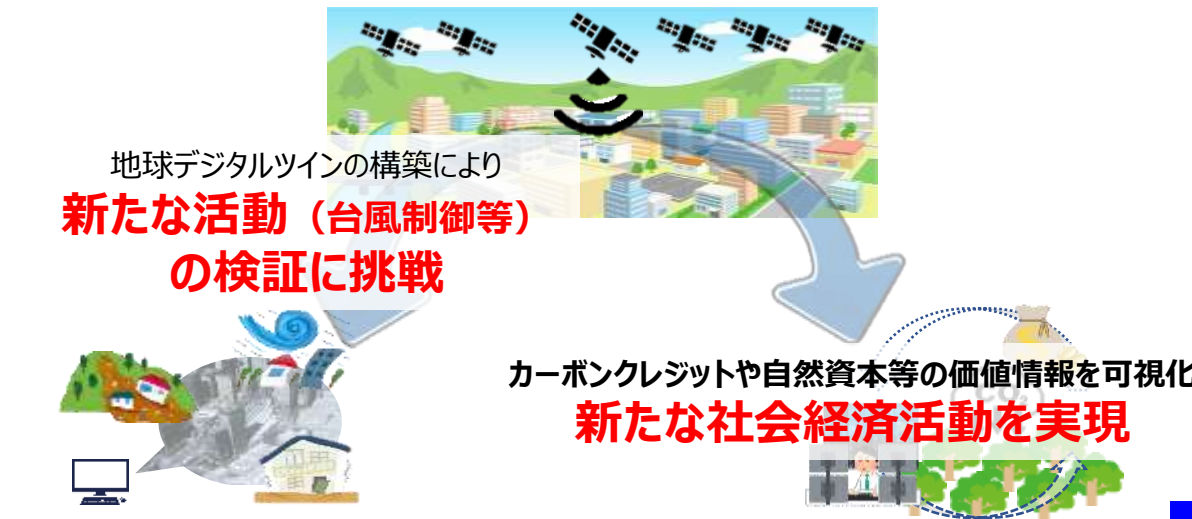 地球デジタルツインの構築により
新たな活動（台風制御等）
の検証に挑戦
カーボンクレジットや自然資本等の価値情報を可視化
新たな社会経済活動を実現